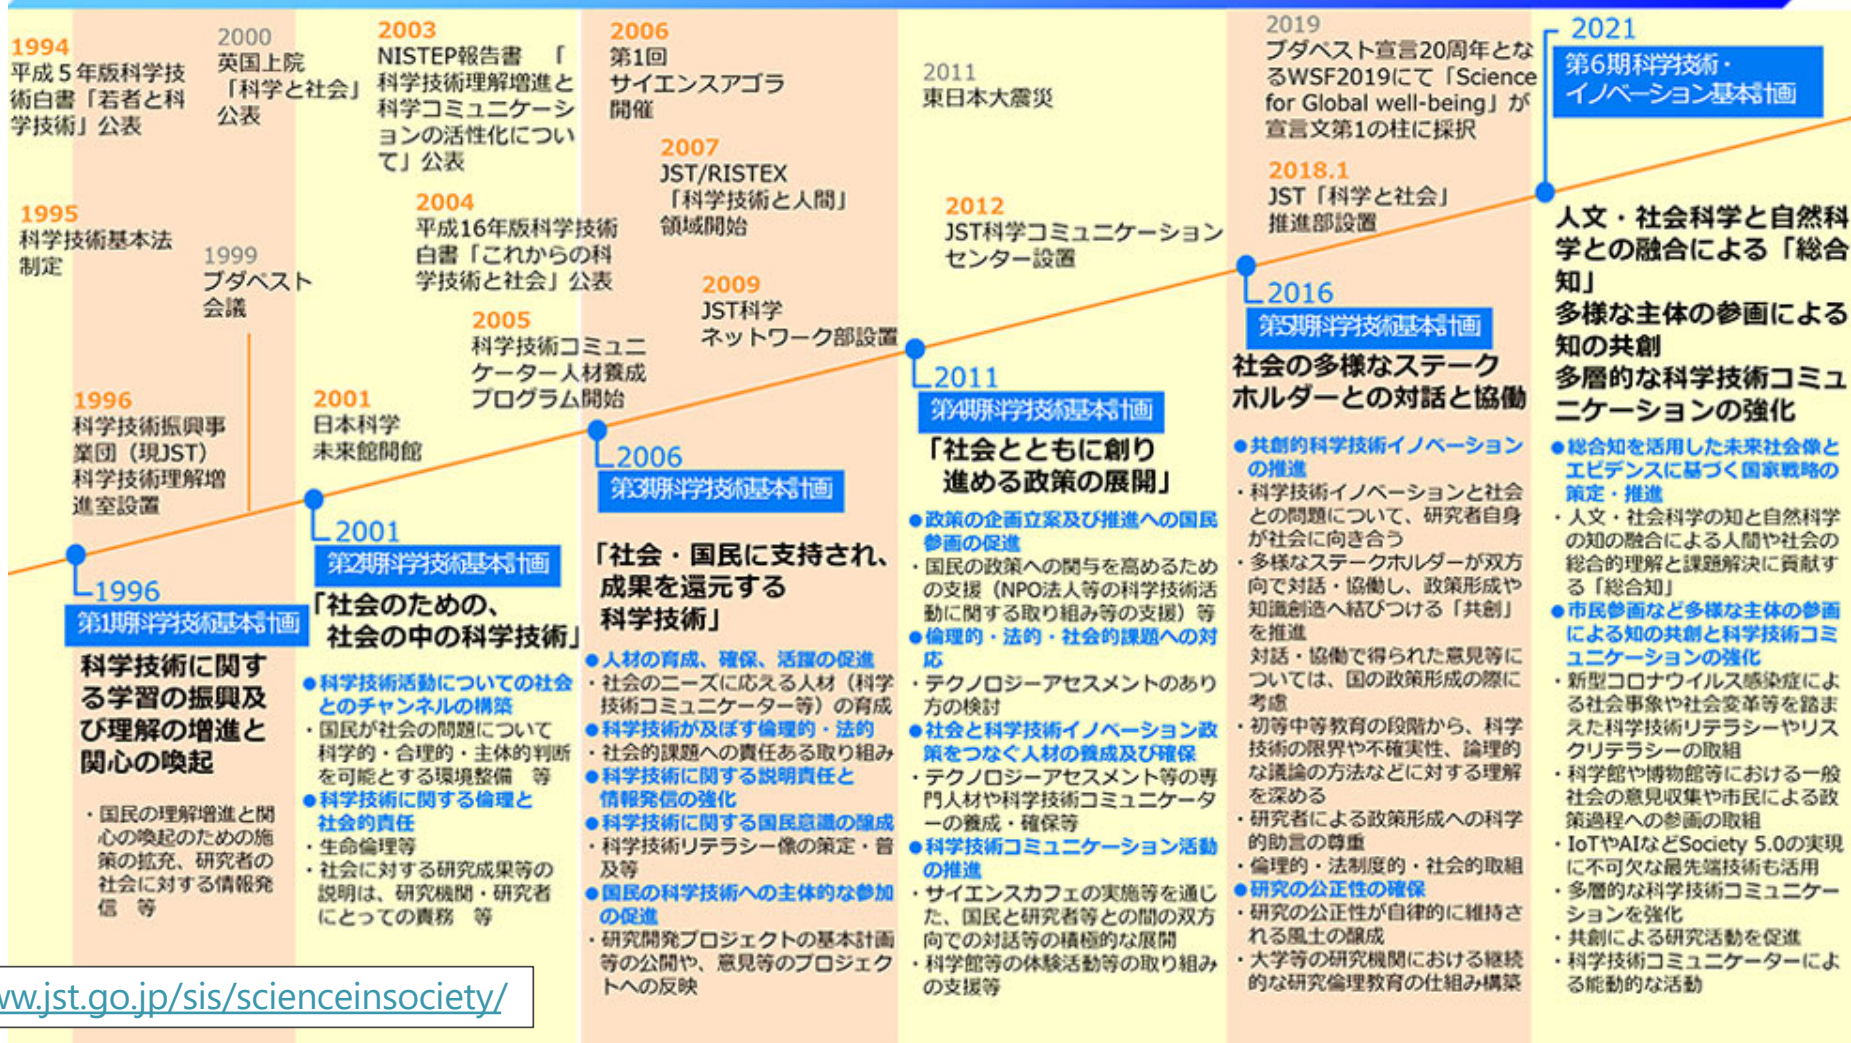 1994
平成５年版科学技
術白書「若者と科
学技術」公表
1995
科学技術基本法
制定
1996
科学技術振興事
業団（現JST）
科学技術理解増
進室設置
2000
英国上院
「科学と社会」
公表
1999
ブダペスト
会議
2003
NISTEP報告書　「
科学技術理解増進と
科学コミュニケーシ
ョンの活性化につい
て」公表
2004
平成16年版科学技術
白書「これからの科
学技術と社会」公表
2005
科学技術コミュニ
ケーター人材養成
プログラム開始
2001
日本科学
未来館開館
2006
第1回
サイエンスアゴラ
開催
2007
JST/RISTEX
「科学技術と人間」
領域開始
2009
JST科学
ネットワーク部設置
2011
東日本大震災
2012
JST科学コミュニケーション
センター設置
2019
ブダペスト宣言20周年とな
るWSF2019にて「Science
for Global well-being」が
宣言文第1の柱に採択
2018.1
JST「科学と社会」
推進部設置
1996
第1期科学技術基本計画
科学技術に関す
る学習の振興及
び理解の増進と
関心の喚起
・国民の理解増進と関
心の喚起のための施
策の拡充、研究者の
社会に対する情報発
信　等
2001
第2期科学技術基本計画
「社会のための、
社会の中の科学技術」
●科学技術活動についての社会
とのチャンネルの構築
・国民が社会の問題について
科学的・合理的・主体的判断
を可能とする環境整備　等
●科学技術に関する倫理と
社会的責任
・生命倫理等
・社会に対する研究成果等の
説明は、研究機関・研究者
にとっての責務　等
2006
第3期科学技術基本計画
「社会・国民に支持され、
成果を還元する
科学技術」
●人材の育成、確保、活躍の促進
・社会のニーズに応える人材（科学
技術コミュニケーター等）の育成
●科学技術が及ぼす倫理的・法的
・社会的課題への責任ある取り組み
●科学技術に関する説明責任と
情報発信の強化
●科学技術に関する国民意識の醸成
・科学技術リテラシー像の策定・普
及等
●国民の科学技術への主体的な参加
の促進
・研究開発プロジェクトの基本計画
等の公開や、意見等のプロジェク
トへの反映
2011
第4期科学技術基本計画
「社会とともに創り
進める政策の展開」
●政策の企画立案及び推進への国民
参画の促進
・国民の政策への関与を高めるため
の支援（NPO法人等の科学技術活
動に関する取り組み等の支援）等
●倫理的・法的・社会的課題への対
応
・テクノロジーアセスメントのあり
方の検討
●社会と科学技術イノベーション政
策をつなぐ人材の養成及び確保
・テクノロジーアセスメント等の専
門人材や科学技術コミュニケータ
ーの養成・確保等
●科学技術コミュニケーション活動
の推進
・サイエンスカフェの実施等を通じ
た、国民と研究者等との間の双方
向での対話等の積極的な展開
・科学館等の体験活動等の取り組み
の支援等
2016
第5期科学技術基本計画
社会の多様なステーク
ホルダーとの対話と協働
●共創的科学技術イノベーション
の推進
・科学技術イノベーションと社会
との問題について、研究者自身
が社会に向き合う
・多様なステークホルダーが双方
向で対話・協働し、政策形成や
知識創造へ結びつける「共創」
を推進
対話・協働で得られた意見等に
ついては、国の政策形成の際に
考慮
・初等中等教育の段階から、科学
技術の限界や不確実性、論理的
な議論の方法などに対する理解
を深める
・研究者による政策形成への科学
的助言の尊重
・倫理的・法制度的・社会的取組
●研究の公正性の確保
・研究の公正性が自律的に維持さ
れる風土の醸成
・大学等の研究機関における継続
的な研究倫理教育の仕組み構築
2021
第6期科学技術・
イノベーション基本計画
人文・社会科学と自然科
学との融合による「総合
知」
多様な主体の参画による
知の共創
多層的な科学技術コミュ
ニケーションの強化
●総合知を活用した未来社会像と
エビデンスに基づく国家戦略の
策定・推進
・人文・社会科学の知と自然科学
の知の融合による人間や社会の
総合的理解と課題解決に貢献す
る「総合知」
●市民参画など多様な主体の参画
による知の共創と科学技術コミ
ュニケーションの強化
・新型コロナウイルス感染症によ
る社会事象や社会変革等を踏ま
えた科学技術リテラシーやリス
クリテラシーの取組
・科学館や博物館等における一般
社会の意見収集や市民による政
策過程への参画の取組
・IoTやAIなどSociety 5.0の実現
に不可欠な最先端技術も活用
・多層的な科学技術コミュニケー
ションを強化
・共創による研究活動を促進
・科学技術コミュニケーターによ
る能動的な活動
ww.jst.go.jp/sis/scienceinsociety/